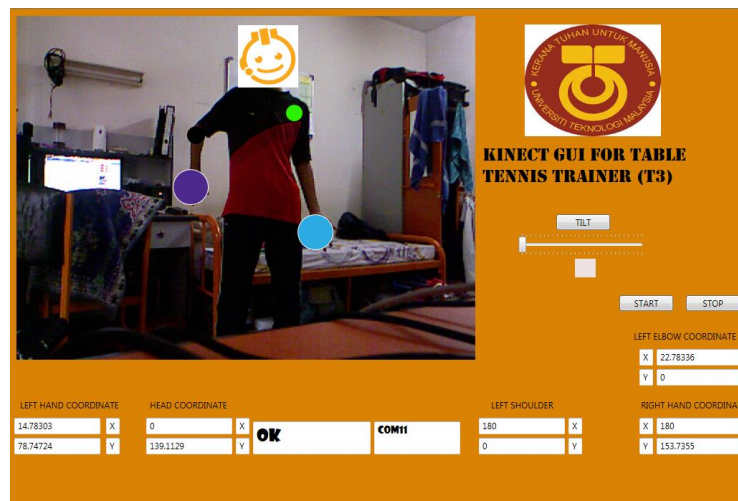 KERANA TUHAN UNTUK MANUSIA
UNIVERSITI TEKNOLOGI MALAYSIA
KINECT GUI FOR TABLE
TENNIS TRAINER (T3)
TILT
START STOP
LEFT ELBOW COORDINATE
X 22.78336
Y 0
LEFT HAND COORDINATE
14.78303 X
78.74724 Y
HEAD COORDINATE
0 X
139.1129 Y
OK
COM11
LEFT SHOULDER
180 X
0 Y
RIGHT HAND COORDINA
X 180
Y 153.7355